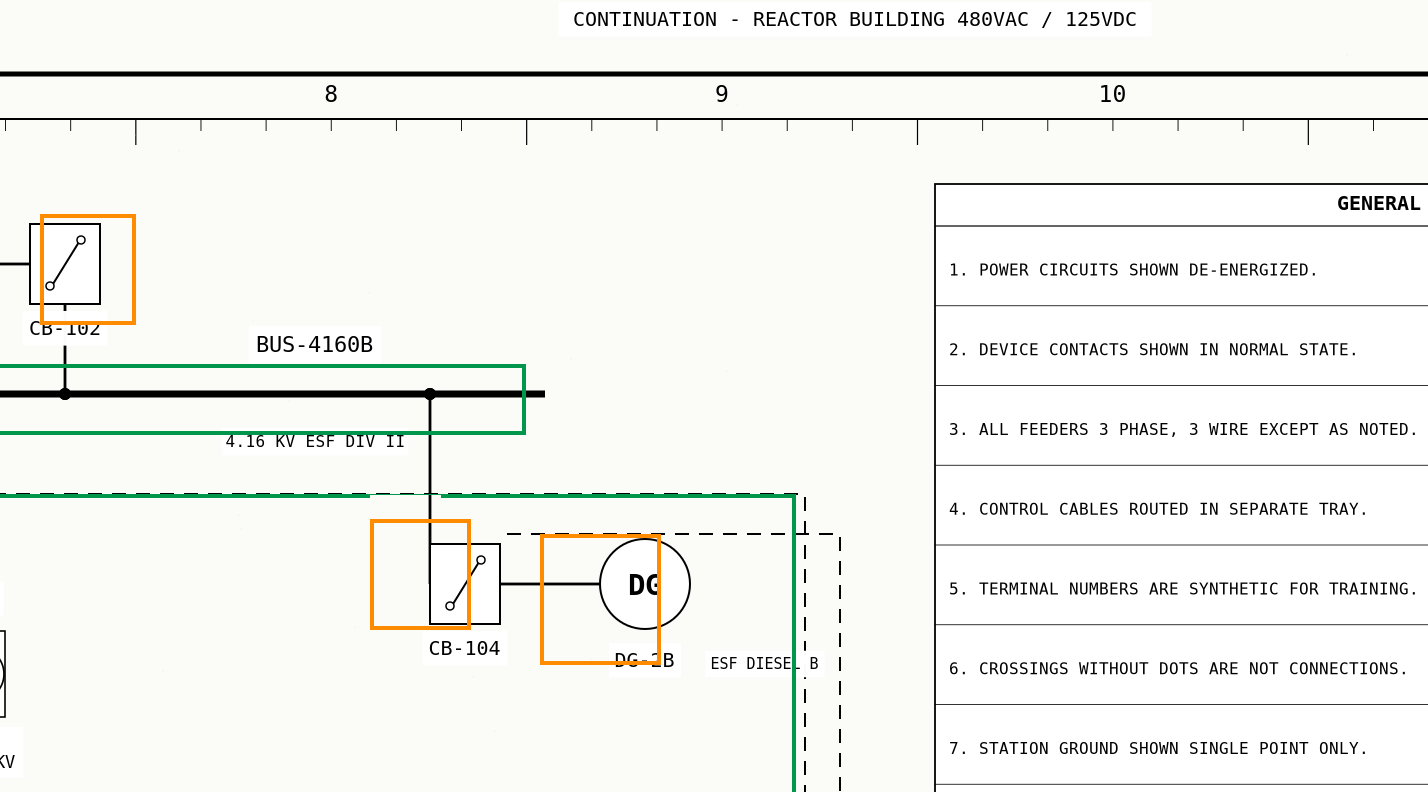 CONTINUATION - REACTOR BUILDING 480VAC / 125VDC
8 9 10
GENERAL
1. POWER CIRCUITS SHOWN DE-ENERGIZED.
CB-102
BUS-4160B
2. DEVICE CONTACTS SHOWN IN NORMAL STATE.
4.16 KV ESF DIV II
3. ALL FEEDERS 3 PHASE, 3 WIRE EXCEPT AS NOTED.
4. CONTROL CABLES ROUTED IN SEPARATE TRAY.
DG
5. TERMINAL NUMBERS ARE SYNTHETIC FOR TRAINING.
CB-104
DG-2B
ESF DIESEL B
6. CROSSINGS WITHOUT DOTS ARE NOT CONNECTIONS.
7. STATION GROUND SHOWN SINGLE POINT ONLY.
KV